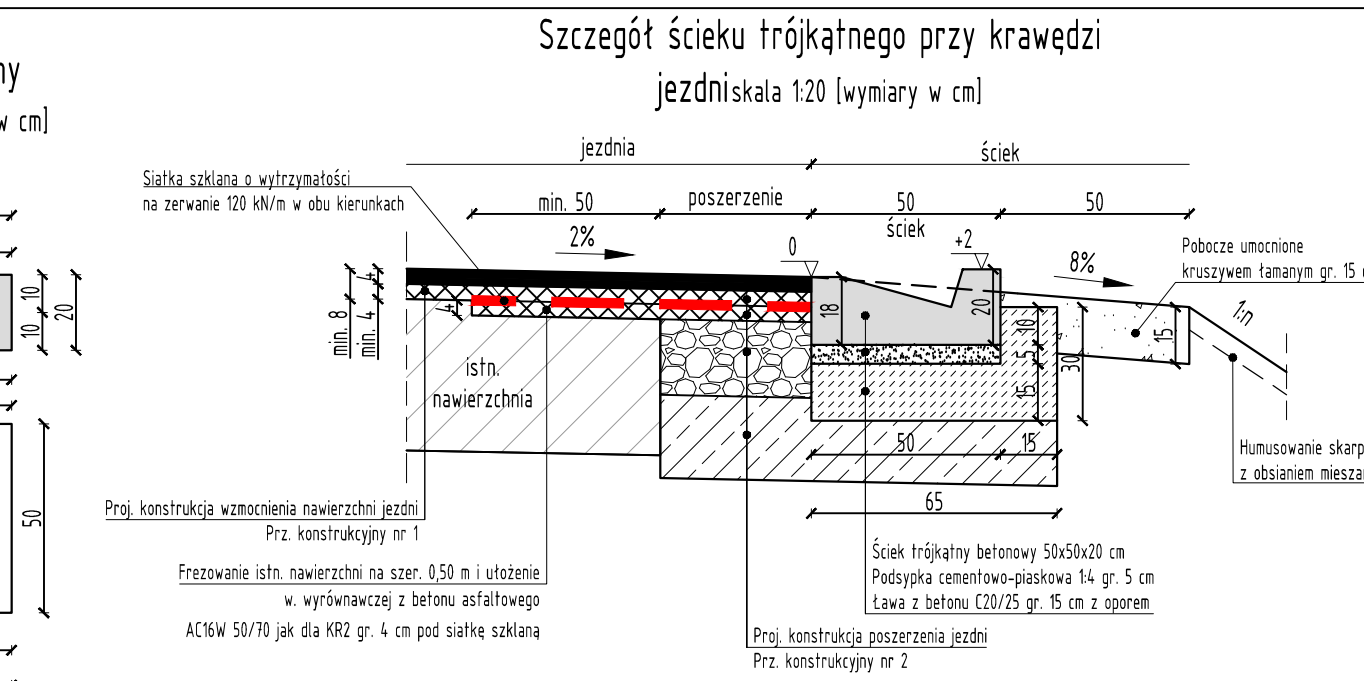 Szczegół ścieku trójkątnego przy krawędzi
jezdni skala 1:20 [wymiary w cm]
ny
w cm]
jezdnia
ściek
Siatka szklana o wytrzymałości
na zerwanie 120 kN/m w obu kierunkach
min. 50
poszerzenie
50
50
ściek
2%
0
+2
8%
Pobocze umocnione
kruszywem łamanym gr. 15
1:n
10
10
20
min. 8
min. 4
4
4
18
20
10
5
15
30
15
istn.
nawierzchnia
50
15
65
50
Humusowanie skarp
z obsianiem miesza
Proj. konstrukcja wzmocnienia nawierzchni jezdni
Prz. konstrukcyjny nr 1
Frezowanie istn. nawierzchni na szer. 0,50 m i ułożenie
w. wyrównawczej z betonu asfaltowego
AC16W 50/70 jak dla KR2 gr. 4 cm pod siatkę szklaną
Ściek trójkątny betonowy 50x50x20 cm
Podsypka cementowo-piaskowa 1:4 gr. 5 cm
Ława z betonu C20/25 gr. 15 cm z oporem
Proj. konstrukcja poszerzenia jezdni
Prz. konstrukcyjny nr 2